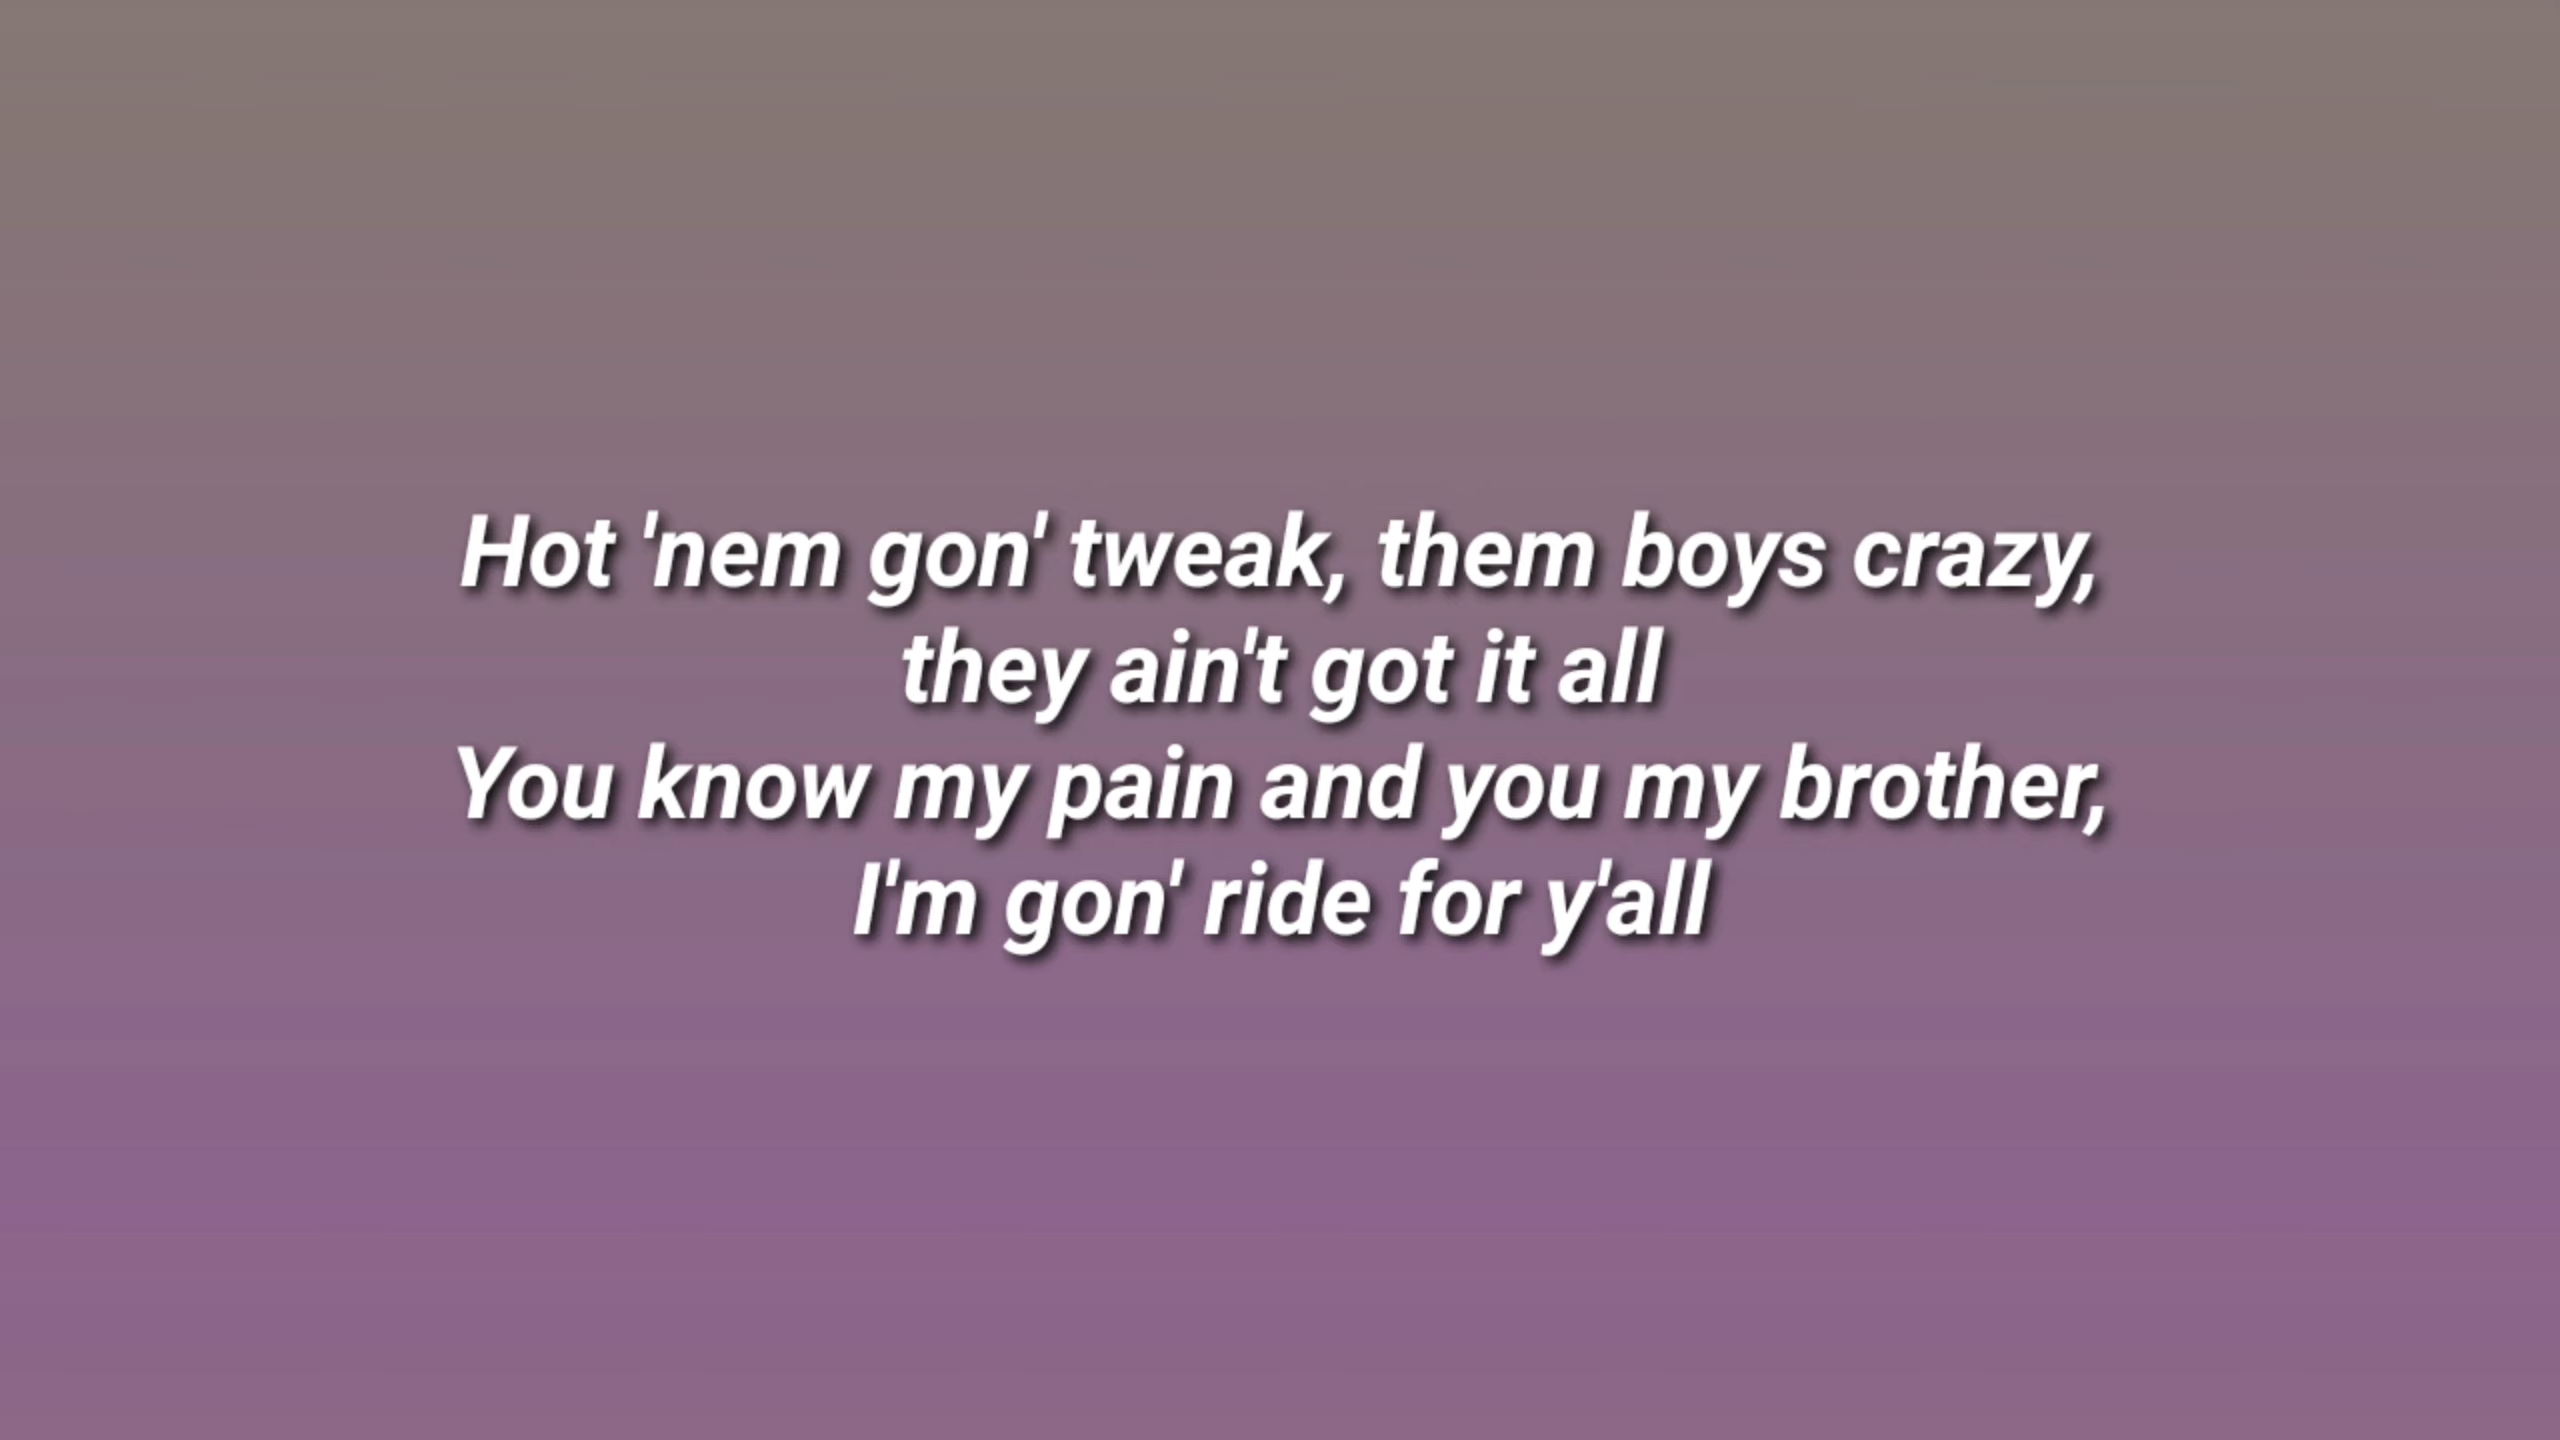 Hot 'nem gon' tweak, them boys crazy,
they ain't got it all
You know my pain and you my brother,
I'm gon' ride for y'all